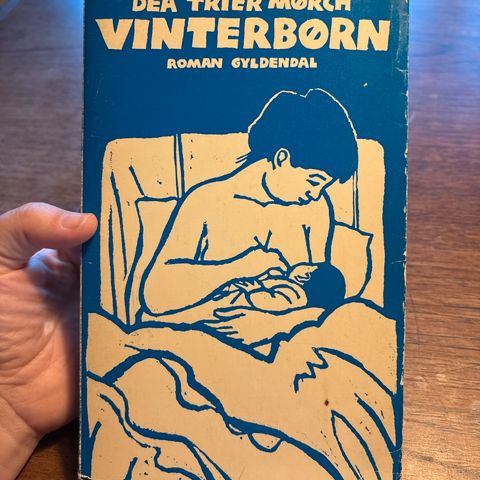 DEA TRIER MØRCH
VINTERBØRN
ROMAN GYLDENDAL